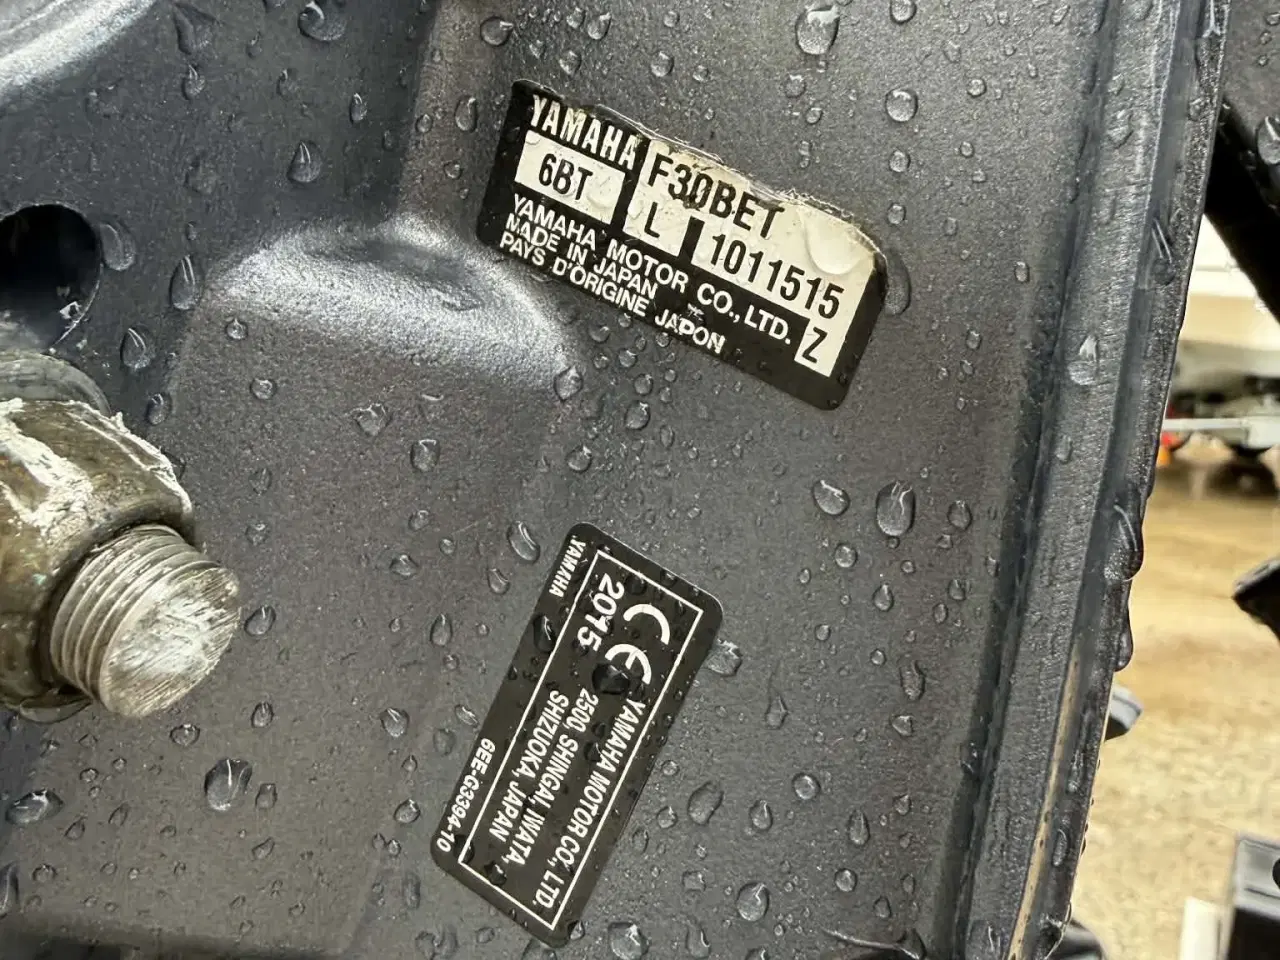 YAMAHA
F30BET
6BT
L
1011515
YAMAHA MOTOR CO., LTD.
MADE IN JAPAN
PAYS D'ORIGINE JAPON
Z
YAMAHA
CE
2015
YAMAHA MOTOR CO., LTD.
2500, SHINGAI, IWATA,
SHIZUOKA, JAPAN
6EE-G3394-10